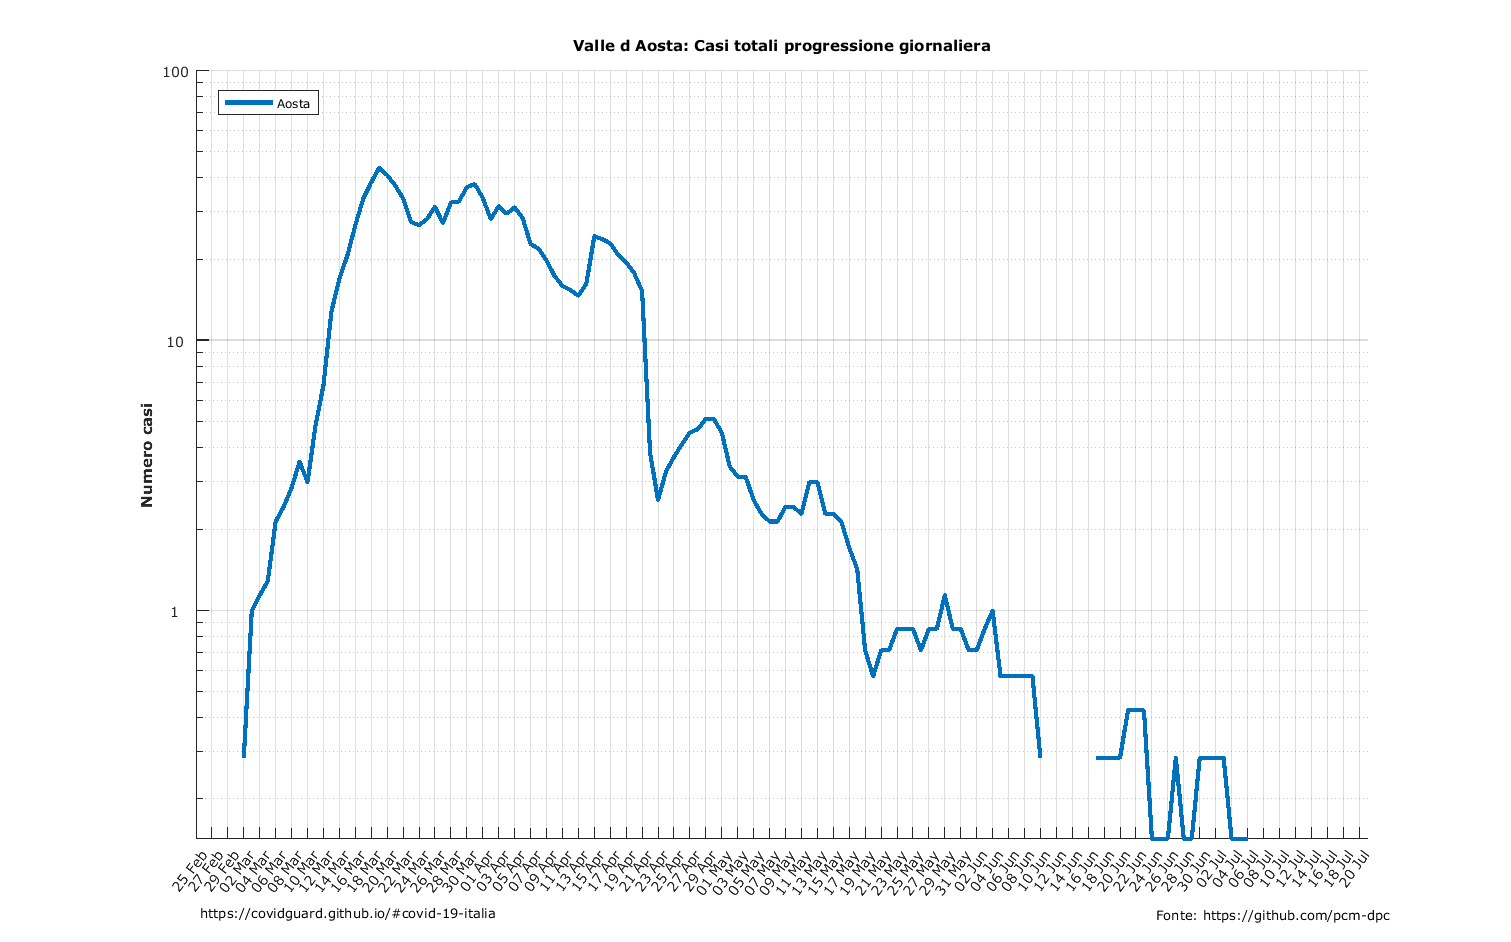 Valle d Aosta: Casi totali progressione giornaliera
100
Aosta
10
Numero casi
1
25 Feb
27 Feb
29 Feb
02 Mar
04 Mar
06 Mar
08 Mar
10 Mar
12 Mar
14 Mar
16 Mar
18 Mar
20 Mar
22 Mar
24 Mar
26 Mar
28 Mar
30 Mar
01 Apr
03 Apr
05 Apr
07 Apr
09 Apr
11 Apr
13 Apr
15 Apr
17 Apr
19 Apr
21 Apr
23 Apr
25 Apr
27 Apr
29 Apr
01 May
03 May
05 May
07 May
09 May
11 May
13 May
15 May
17 May
19 May
21 May
23 May
25 May
27 May
29 May
31 May
02 Jun
04 Jun
06 Jun
08 Jun
10 Jun
12 Jun
14 Jun
16 Jun
18 Jun
20 Jun
22 Jun
24 Jun
26 Jun
28 Jun
30 Jun
02 Jul
04 Jul
06 Jul
08 Jul
10 Jul
12 Jul
14 Jul
16 Jul
18 Jul
20 Jul
https://covidguard.github.io/#covid-19-italia
Fonte: https://github.com/pcm-dpc